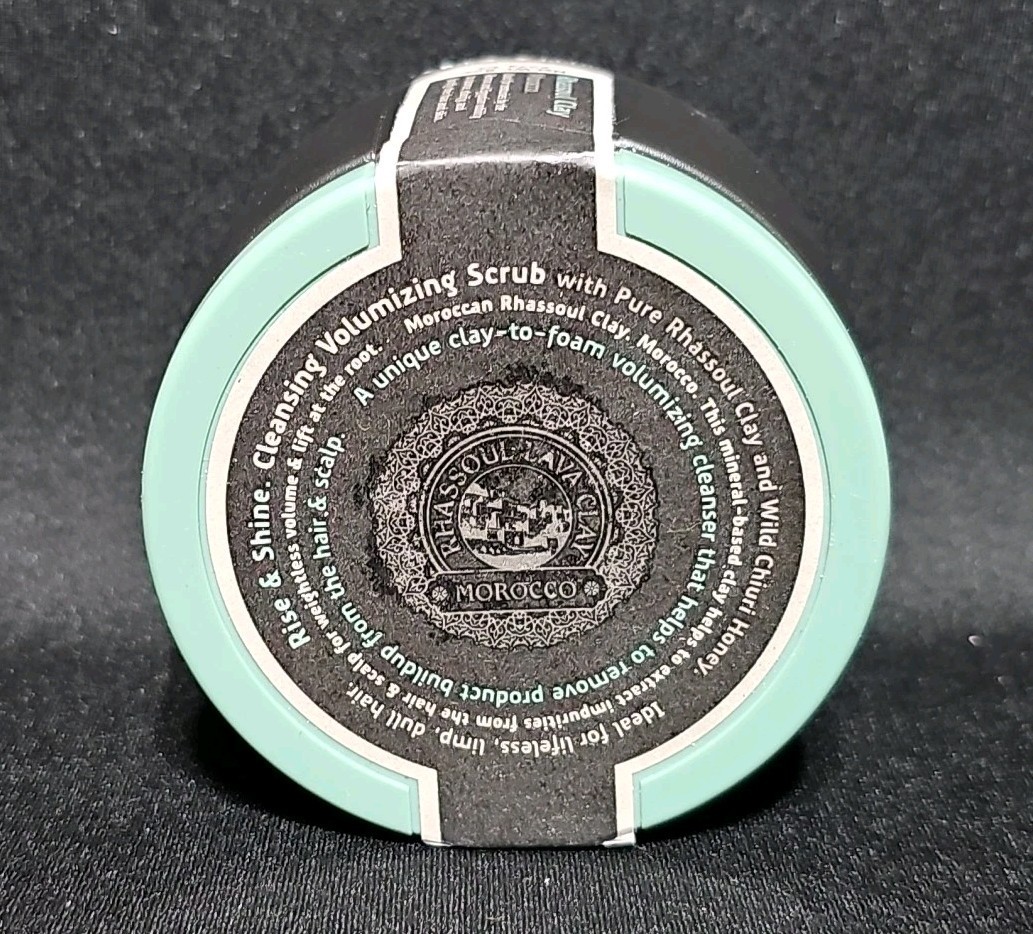 Rise & Shine. Cleansing Volumizing Scrub with Pure Rhassoul Clay and Wild Chiuri Honey.
Moroccan Rhassoul Clay. Morocco. This mineral-based clay helps to extract impurities from the hair & scalp for weightless volume & lift at the root.
A unique clay-to-foam volumizing cleanser that helps to remove product buildup from the hair & scalp.
Ideal for lifeless, limp, dull hair.
RHASSOUL LAVA CLAY
MOROCCO
Rhassoul Clay